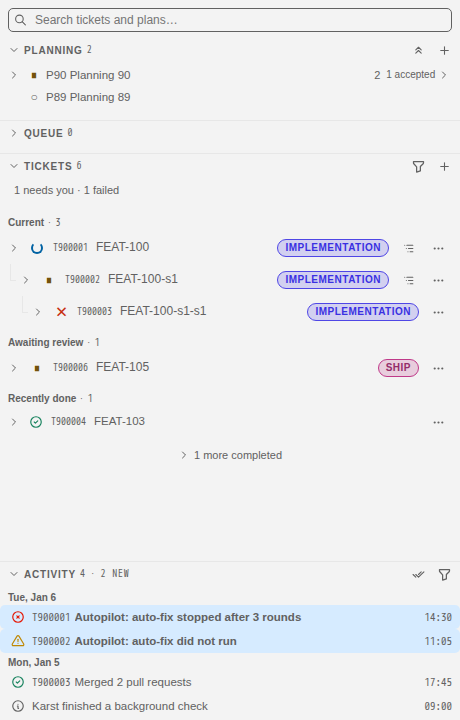 Search tickets and plans…
PLANNING 2
P90 Planning 90 2 1 accepted
P89 Planning 89
QUEUE 0
TICKETS 6
1 needs you · 1 failed
Current · 3
T900001 FEAT-100 IMPLEMENTATION
T900002 FEAT-100-s1 IMPLEMENTATION
T900003 FEAT-100-s1-s1 IMPLEMENTATION
Awaiting review · 1
T900006 FEAT-105 SHIP
Recently done · 1
T900004 FEAT-103
1 more completed
ACTIVITY 4 · 2 NEW
Tue, Jan 6
T900001 Autopilot: auto-fix stopped after 3 rounds 14:30
T900002 Autopilot: auto-fix did not run 11:05
Mon, Jan 5
T900003 Merged 2 pull requests 17:45
Karst finished a background check 09:00